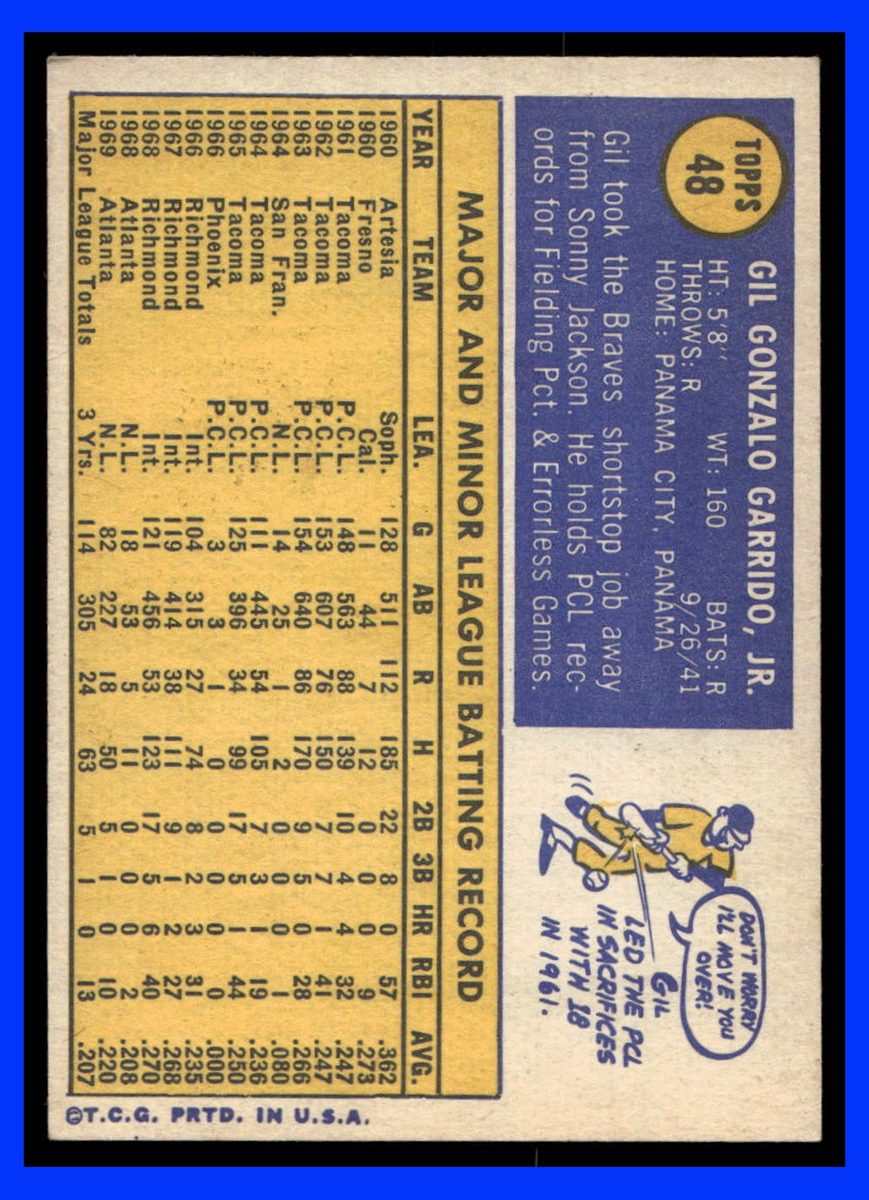 TOPPS
48
GIL GONZALO GARRIDO, JR.
HT: 5'8" WT: 160 BATS: R
THROWS: R 9/26/41
HOME: PANAMA CITY, PANAMA
Gil took the Braves shortstop job away
from Sonny Jackson. He holds PCL rec-
ords for Fielding Pct. & Errorless Games.
DON'T WORRY
I'LL MOVE YOU
OVER!
GIL
LED THE PCL
IN SACRIFICES
WITH 18
IN 1961.
MAJOR AND MINOR LEAGUE BATTING RECORD
YEAR TEAM LEA. G AB R H 2B 3B HR RBI AVG.
1960 Artesia Soph. 128 511 112 185 22 8 0 57 .362
1960 Fresno Cal. 11 44 7 12 0 0 0 9 .273
1961 Tacoma P.C.L. 148 563 88 139 10 4 4 32 .247
1962 Tacoma P.C.L. 153 607 76 150 7 7 1 41 .247
1963 Tacoma P.C.L. 154 640 86 170 9 5 0 28 .266
1964 San Fran. N.L. 14 25 1 2 0 0 0 1 .080
1964 Tacoma P.C.L. 111 445 54 105 7 3 1 19 .236
1965 Tacoma P.C.L. 125 396 34 99 17 5 1 44 .250
1966 Phoenix P.C.L. 3 3 1 0 0 0 0 0 .000
1966 Richmond Int. 104 315 27 74 8 2 3 31 .235
1967 Richmond Int. 119 414 38 111 9 1 2 27 .268
1968 Richmond Int. 121 456 53 123 17 5 6 40 .270
1968 Atlanta N.L. 18 53 5 11 0 0 0 2 .208
1969 Atlanta N.L. 82 227 18 50 5 1 0 10 .220
Major League Totals 3 Yrs. 114 305 24 63 5 1 0 13 .207
©T.C.G. PRTD. IN U.S.A.